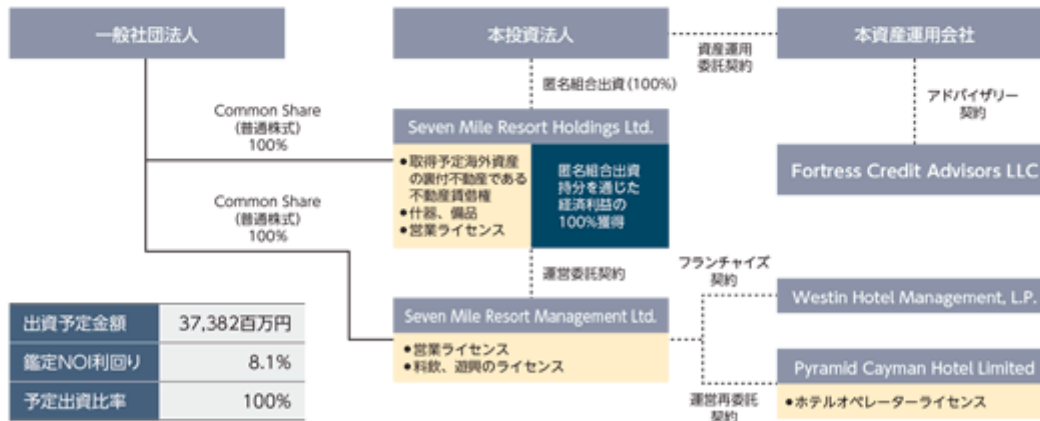 一般社団法人
本投資法人
本資産運用会社
資産運用
委託契約
匿名組合出資(100%)
アドバイザリー
契約
Common Share
(普通株式)
100%
Seven Mile Resort Holdings Ltd.
●取得予定海外資産
の裏付不動産である
不動産賃借権
●什器、備品
●営業ライセンス
匿名組合出資
持分を通じた
経済利益の
100%獲得
Fortress Credit Advisors LLC
Common Share
(普通株式)
100%
運営委託契約
フランチャイズ
契約
Westin Hotel Management, L.P.
Seven Mile Resort Management Ltd.
●営業ライセンス
●料飲、遊興のライセンス
Pyramid Cayman Hotel Limited
●ホテルオペレーターライセンス
運営再委託
契約
出資予定金額 37,382百万円
鑑定NOI利回り 8.1%
予定出資比率 100%